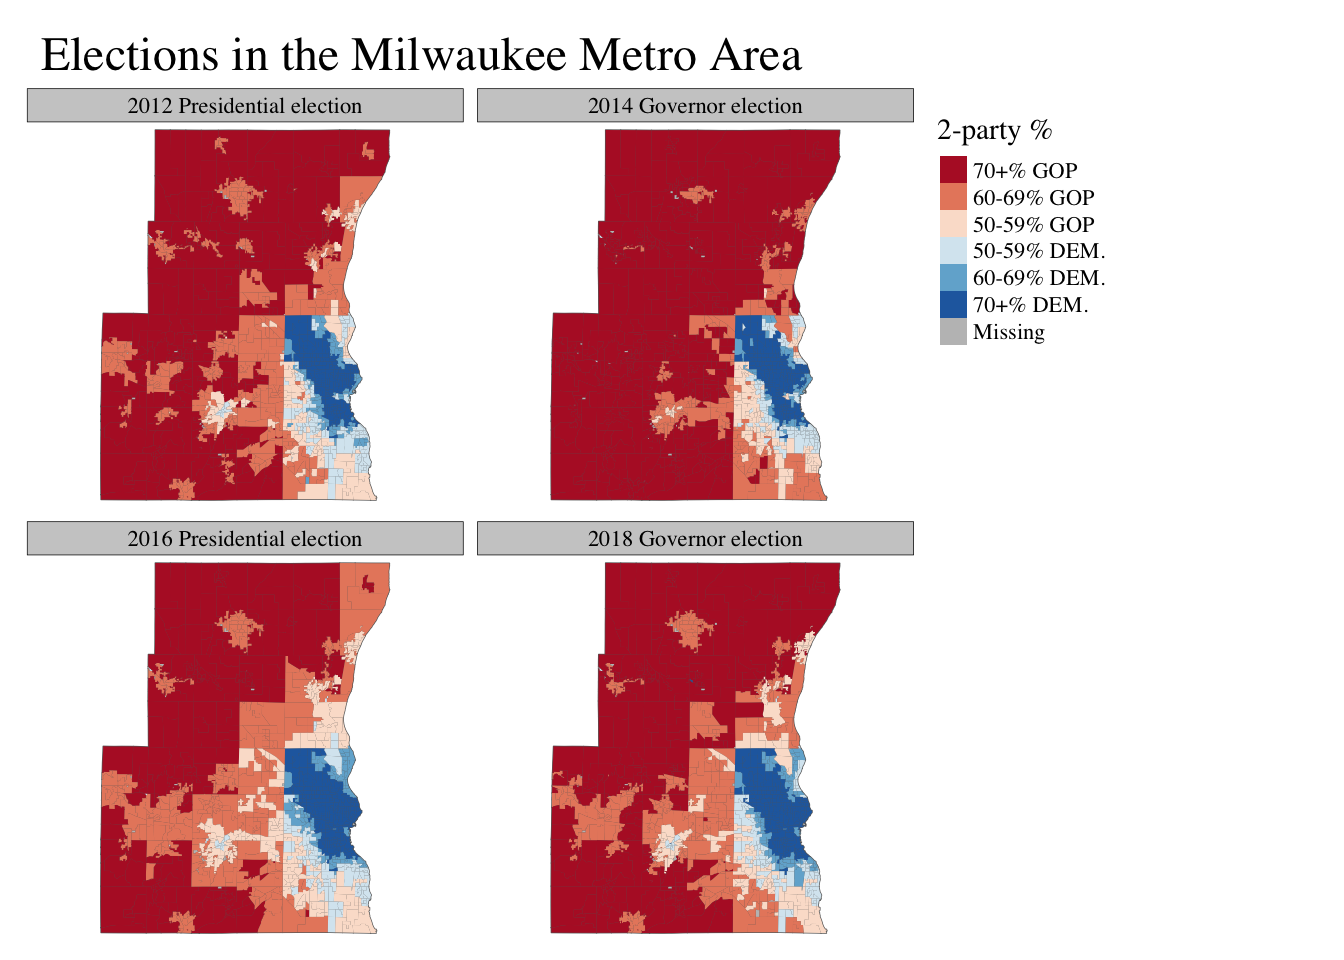 Elections in the Milwaukee Metro Area
2012 Presidential election
2014 Governor election
2-party %
70+% GOP
60-69% GOP
50-59% GOP
50-59% DEM.
60-69% DEM.
70+% DEM.
Missing
2016 Presidential election
2018 Governor election